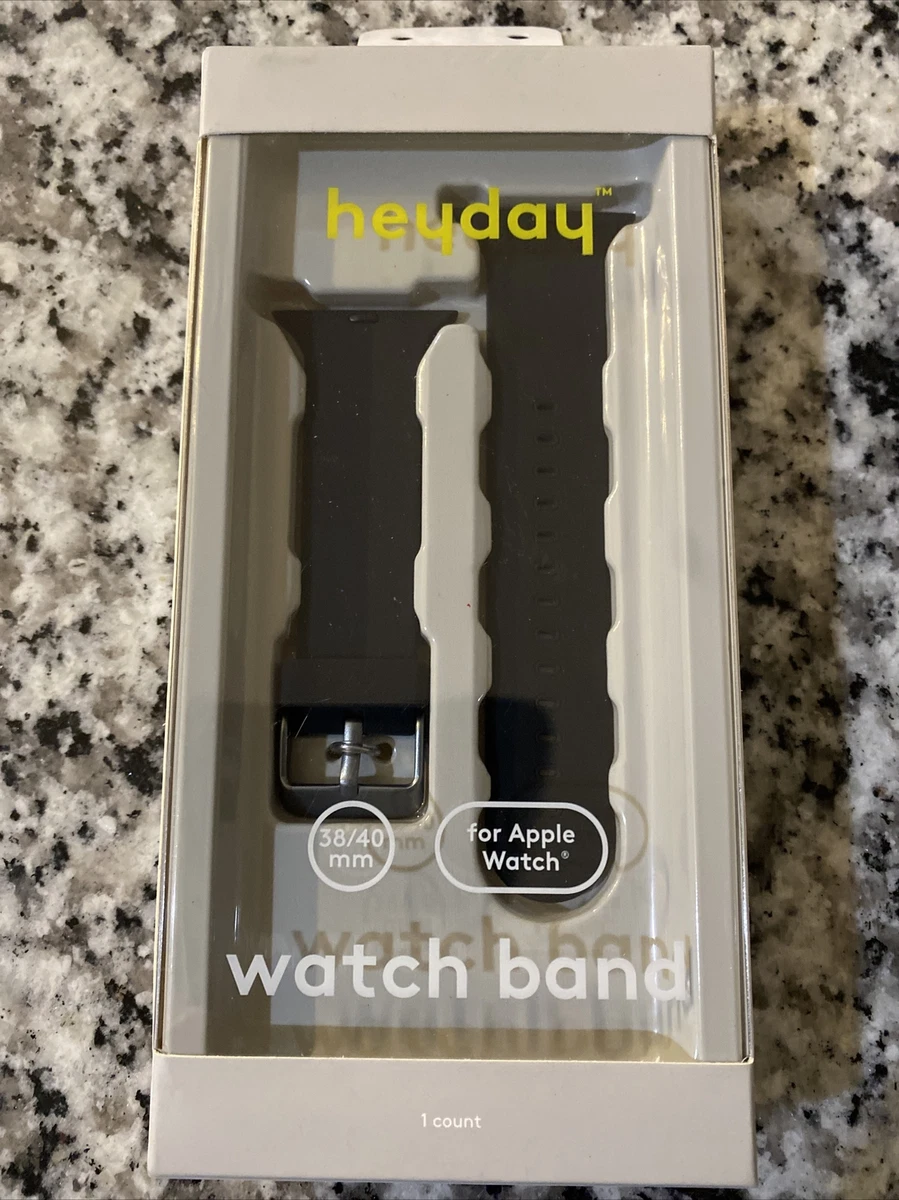 heyday™
38/40
mm
for Apple
Watch®
watch band
1 count